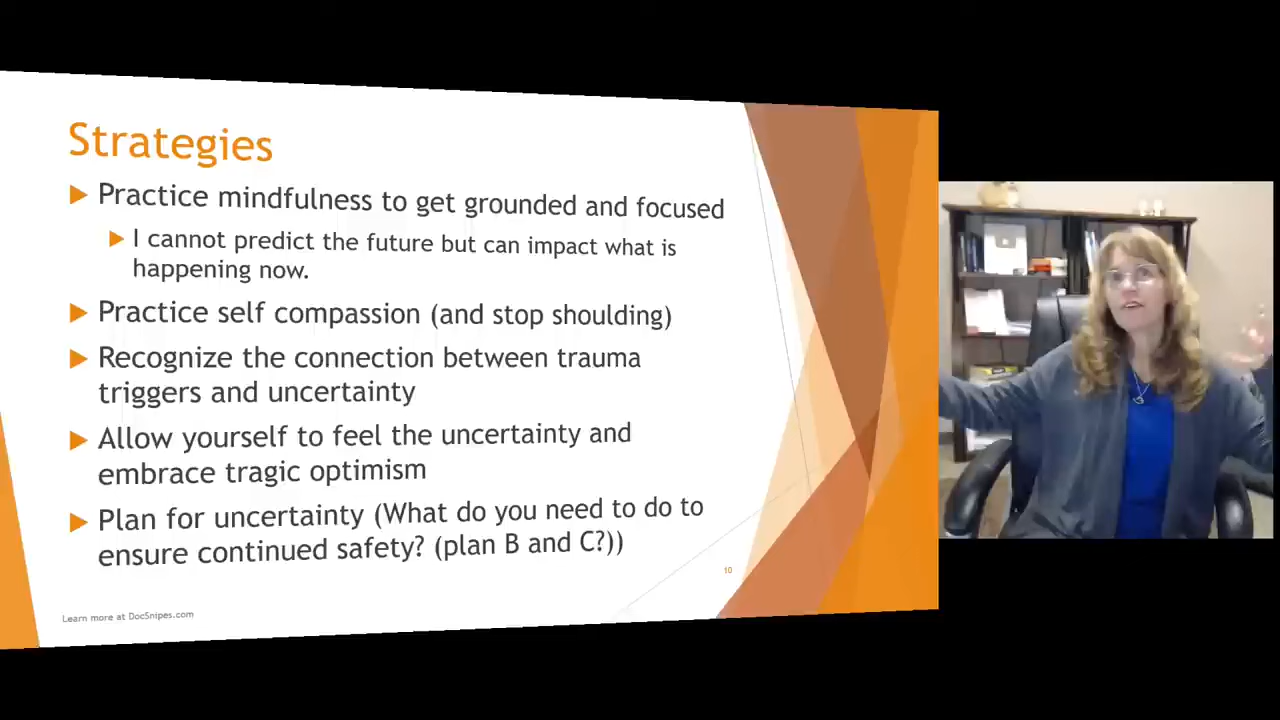 Strategies
Practice mindfulness to get grounded and focused
I cannot predict the future but can impact what is
happening now.
Practice self compassion (and stop shoulding)
Recognize the connection between trauma
triggers and uncertainty
Allow yourself to feel the uncertainty and
embrace tragic optimism
Plan for uncertainty (What do you need to do to
ensure continued safety? (plan B and C?))
10
Learn more at DocSnipes.com